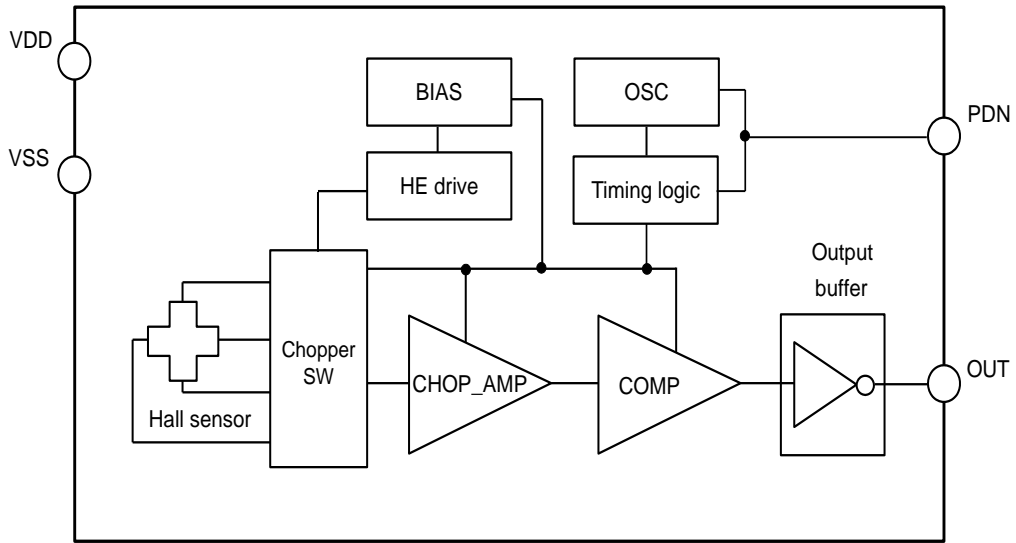 VDD
BIAS
OSC
PDN
VSS
HE drive
Timing logic
Output
buffer
Chopper
SW
CHOP_AMP
COMP
OUT
Hall sensor